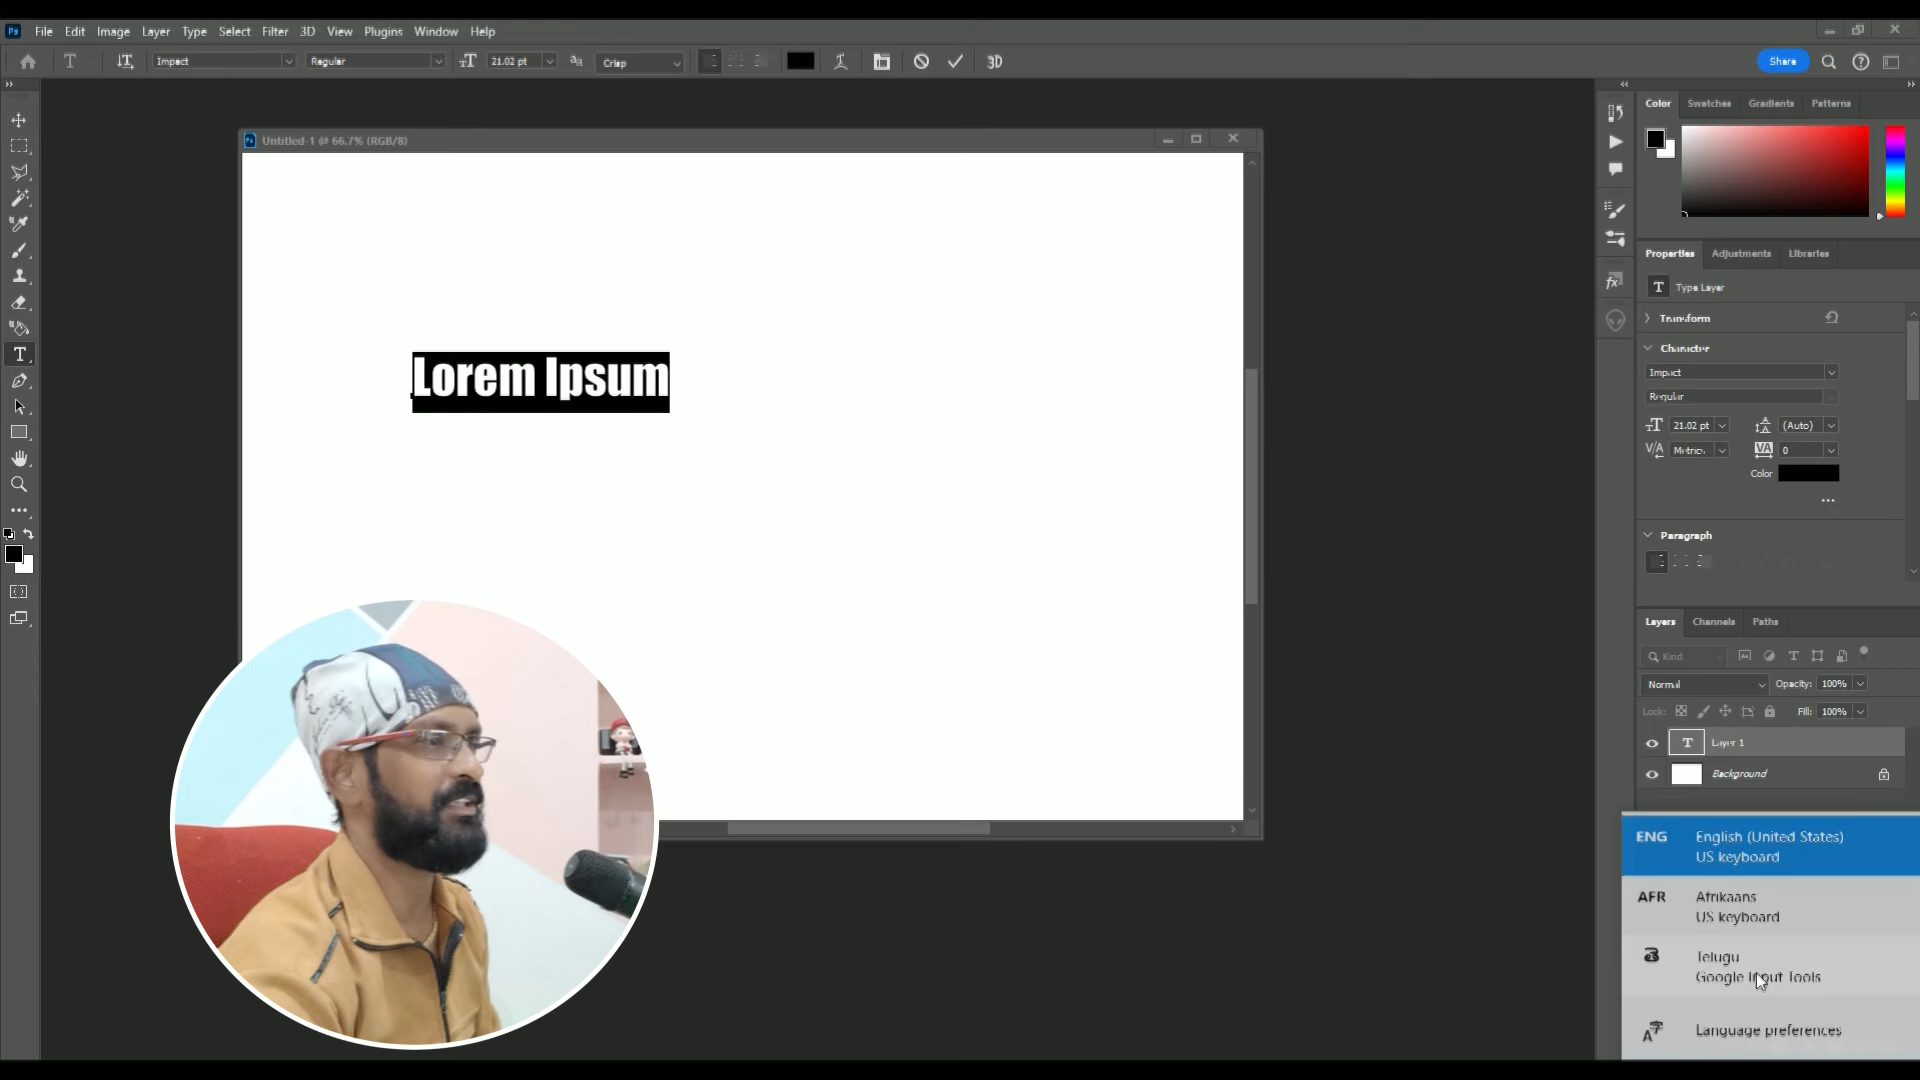 Ps File Edit Image Layer Type Select Filter 3D View Plugins Window Help
Impact Regular 21.02 pt Crisp 3D Share
Color Swatches Gradients Patterns
Untitled-1 @ 66.7% (RGB/8)
Lorem Ipsum
Properties Adjustments Libraries
T Type Layer
Transform
Character
Impact
Regular
21.02 pt (Auto)
Metrics 0
Color
Paragraph
Layers Channels Paths
Kind
Normal Opacity: 100%
Lock: Fill: 100%
T Layer 1
Background
ENG English (United States)
US keyboard
AFR Afrikaans
US keyboard
Telugu
Google Input Tools
Language preferences